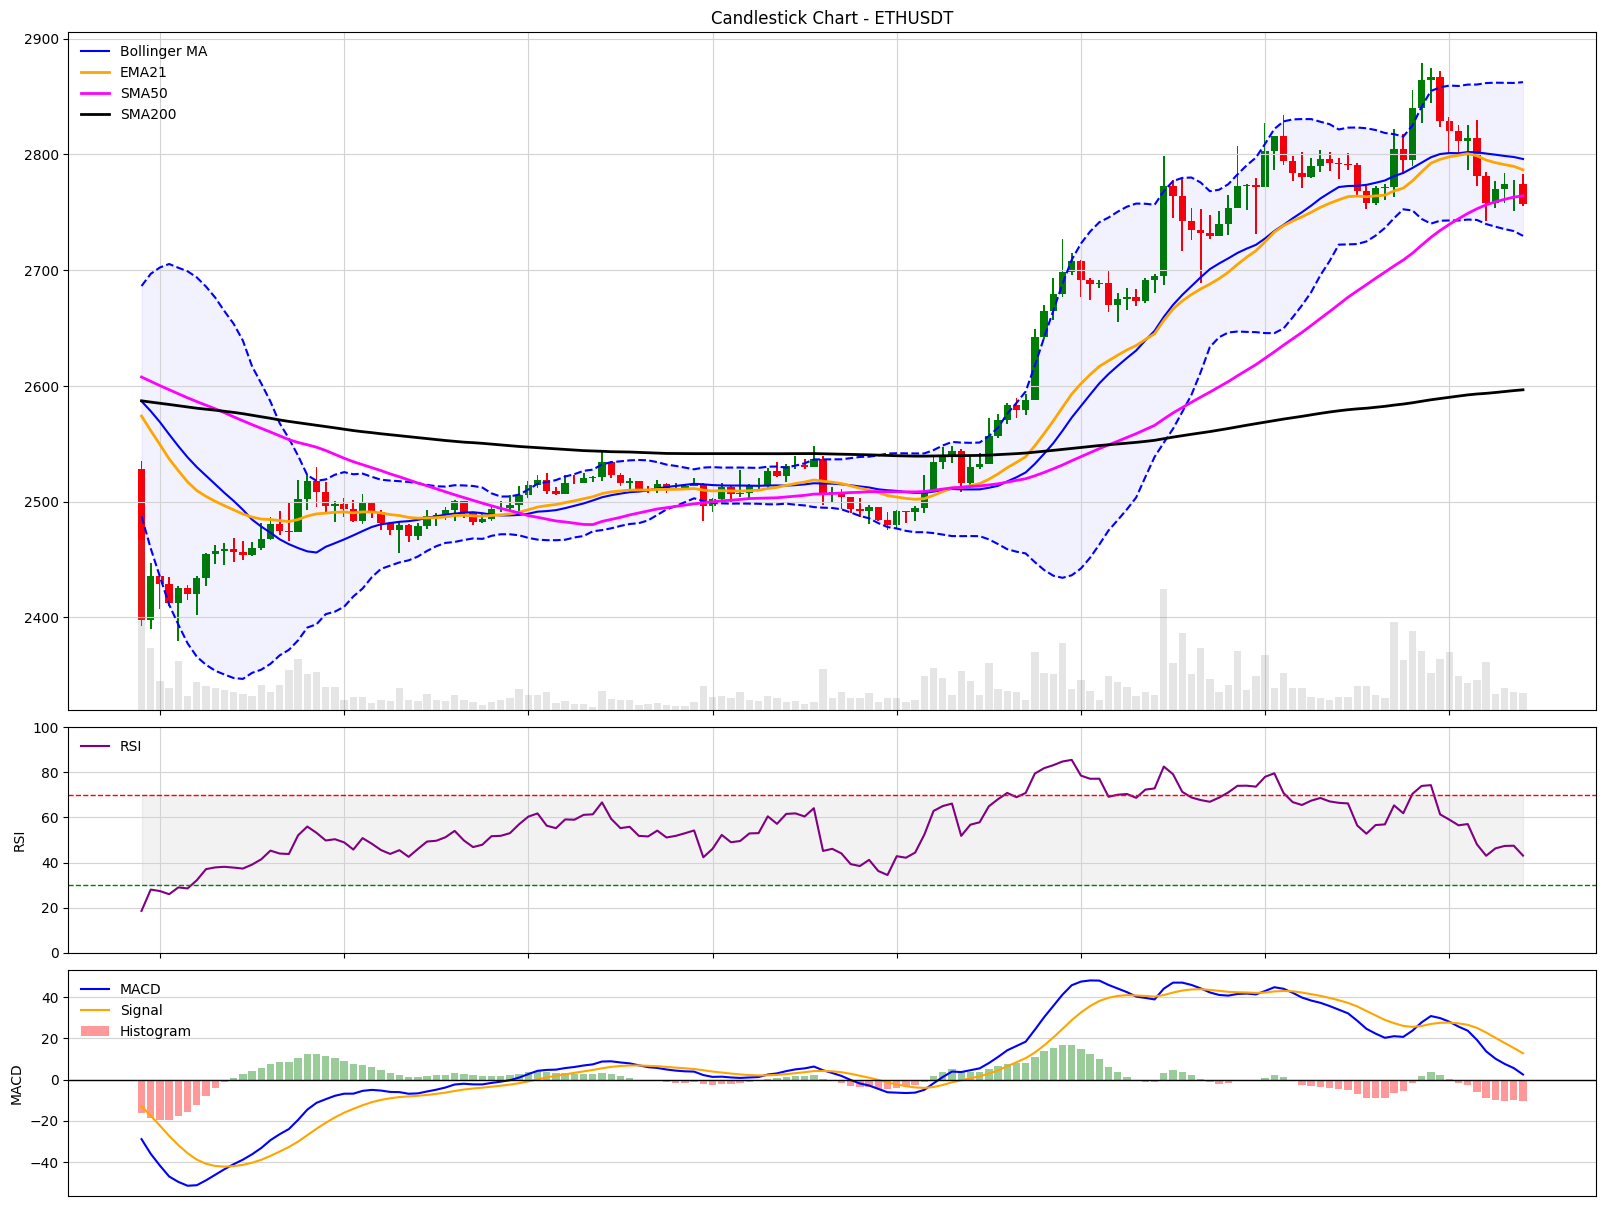 Candlestick Chart - ETHUSDT
2900
2800
2700
2600
2500
2400
Bollinger MA
EMA21
SMA50
SMA200
100
80
60
40
20
0
RSI
RSI
40
20
0
−20
−40
MACD
MACD
Signal
Histogram